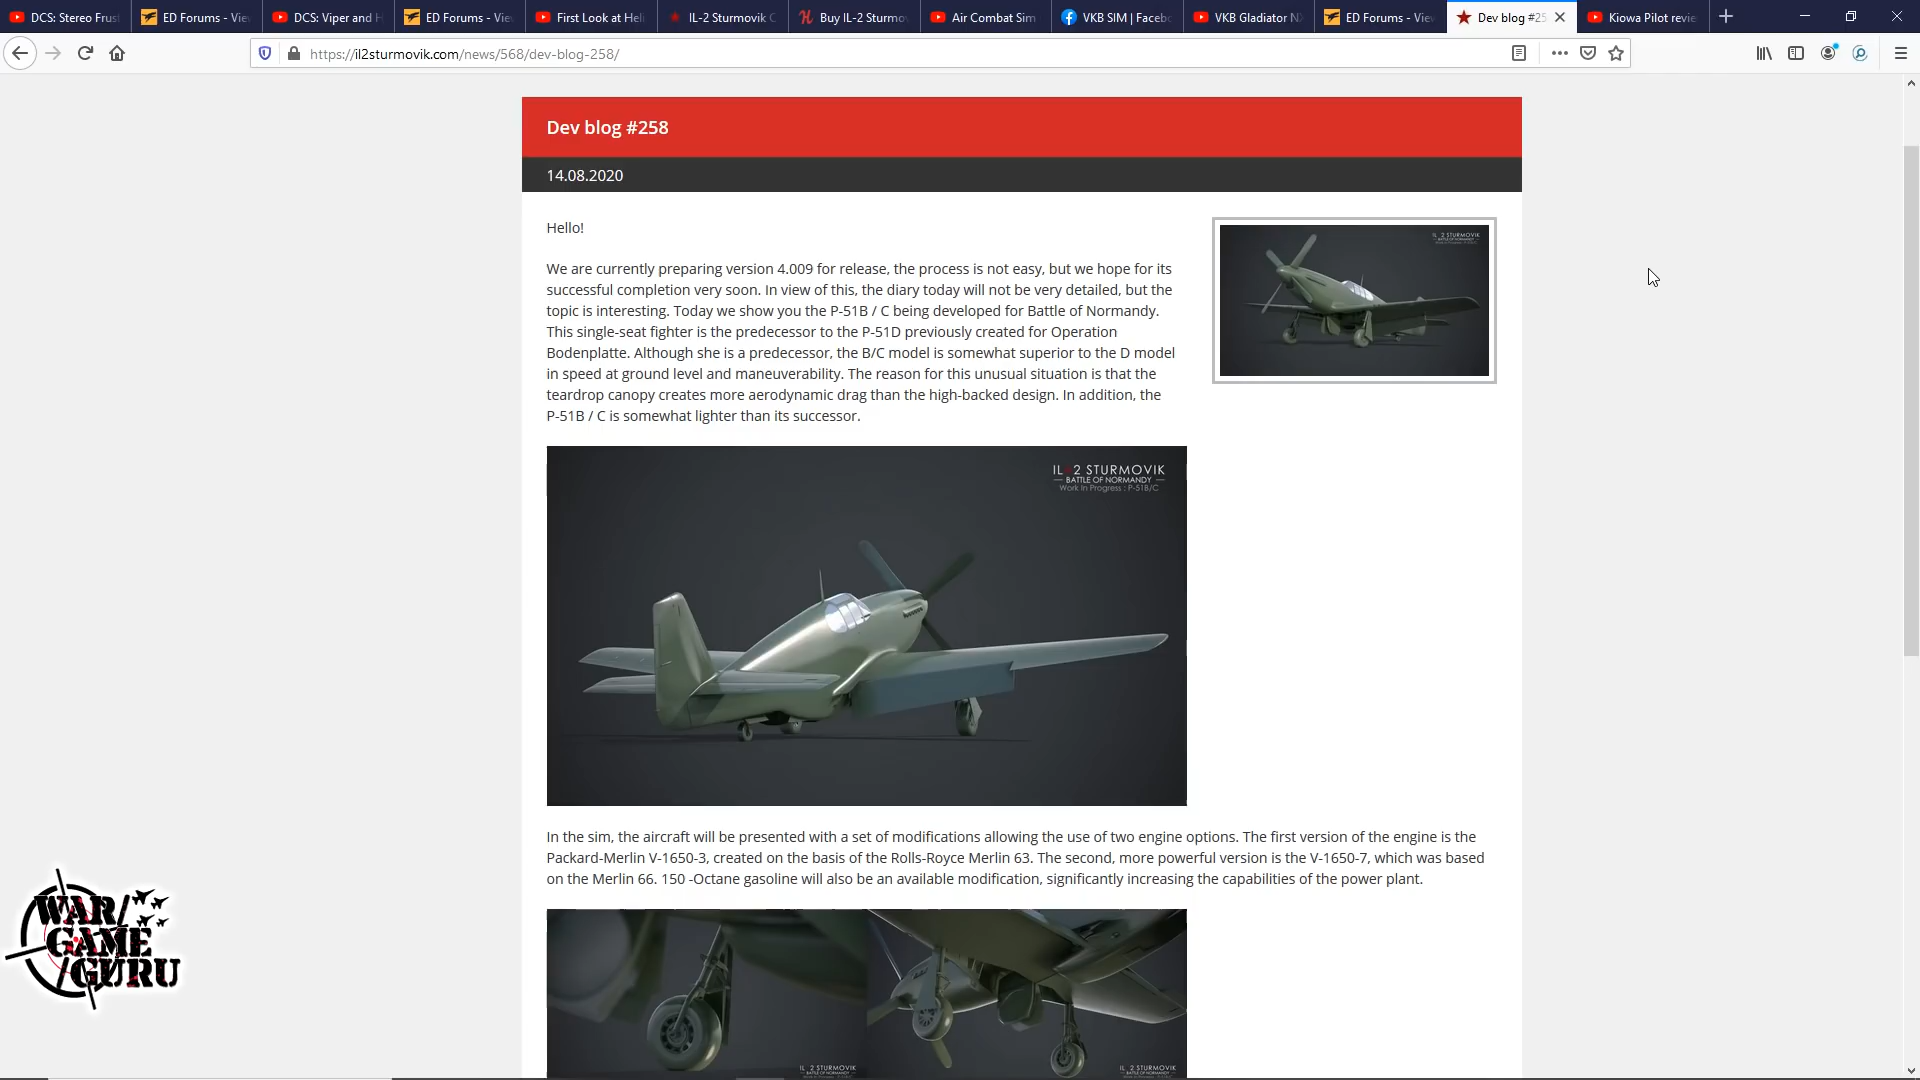 DCS: Stereo Frust
ED Forums - Vie
DCS: Viper and H
ED Forums - Vie
First Look at Heli
IL-2 Sturmovik C
Buy IL-2 Sturmov
Air Combat Sim
VKB SIM | Facebo
VKB Gladiator NX
ED Forums - Vie
Dev blog #25
Kiowa Pilot revie
https://il2sturmovik.com/news/568/dev-blog-258/
Dev blog #258
14.08.2020
Hello!
We are currently preparing version 4.009 for release, the process is not easy, but we hope for its
successful completion very soon. In view of this, the diary today will not be very detailed, but the
topic is interesting. Today we show you the P-51B / C being developed for Battle of Normandy.
This single-seat fighter is the predecessor to the P-51D previously created for Operation
Bodenplatte. Although she is a predecessor, the B/C model is somewhat superior to the D model
in speed at ground level and maneuverability. The reason for this unusual situation is that the
teardrop canopy creates more aerodynamic drag than the high-backed design. In addition, the
P-51B / C is somewhat lighter than its successor.
IL 2 STURMOVIK
IL 2 STURMOVIK
BATTLE OF NORMANDY
Work In Progress : P-51B/C
In the sim, the aircraft will be presented with a set of modifications allowing the use of two engine options. The first version of the engine is the
Packard-Merlin V-1650-3, created on the basis of the Rolls-Royce Merlin 63. The second, more powerful version is the V-1650-7, which was based
on the Merlin 66. 150 -Octane gasoline will also be an available modification, significantly increasing the capabilities of the power plant.
IL 2 STURMOVIK
IL 2 STURMOVIK
WAR/
GAME
GURU